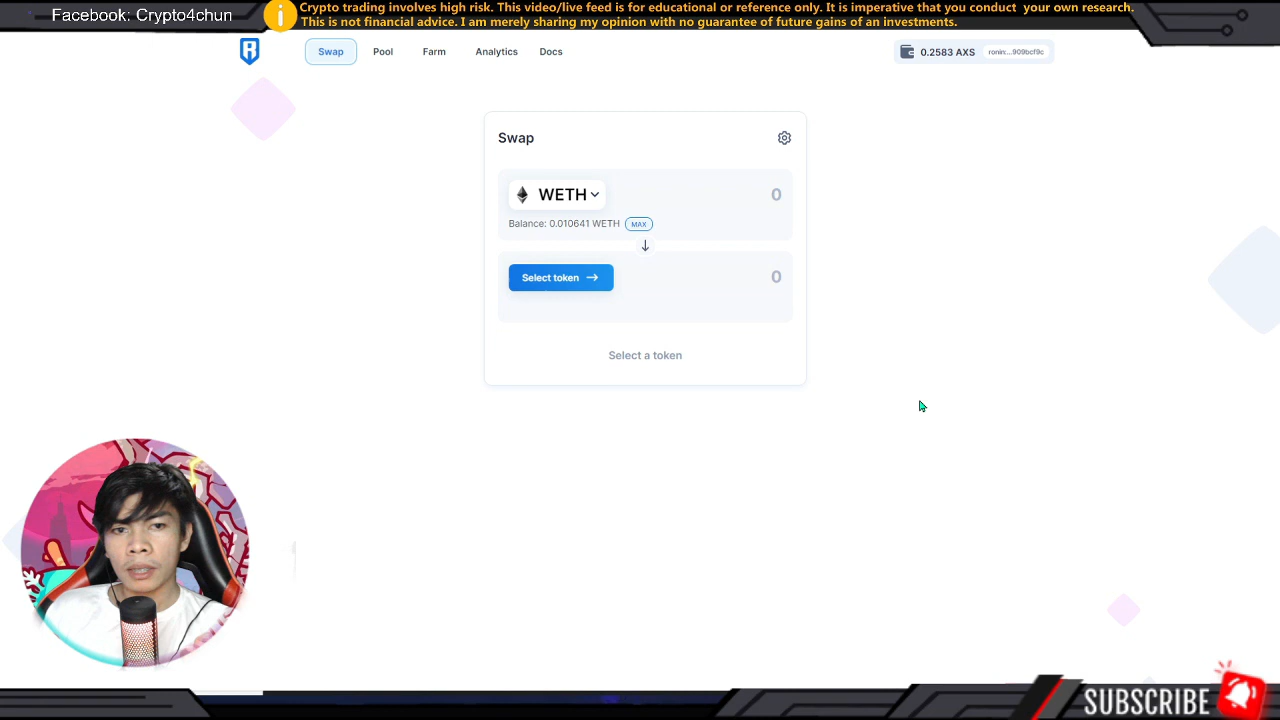 Facebook: Crypto4chun
Crypto trading involves high risk. This video/live feed is for educational or reference only. It is imperative that you conduct your own research.
This is not financial advice. I am merely sharing my opinion with no guarantee of future gains of an investments.
Swap
Pool
Farm
Analytics
Docs
0.2583 AXS
ronin:...909bcf9c
Swap
WETH
0
Balance: 0.010641 WETH
MAX
Select token
0
Select a token
SUBSCRIBE